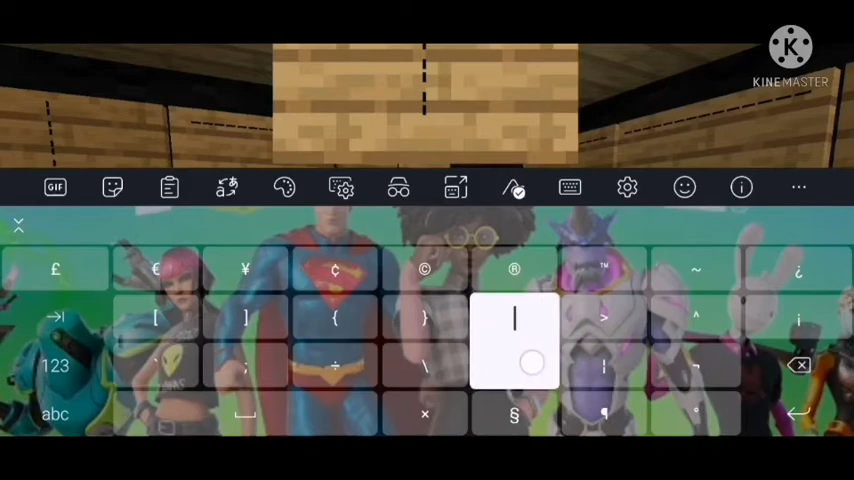 K
KINEMASTER
GIF
£ € ¥ ¢ © ® ™ ~ ¿
[ ] { } | > ^ ¡
123 ` ; ÷ \ ¦ ¬
abc × § ¶ °